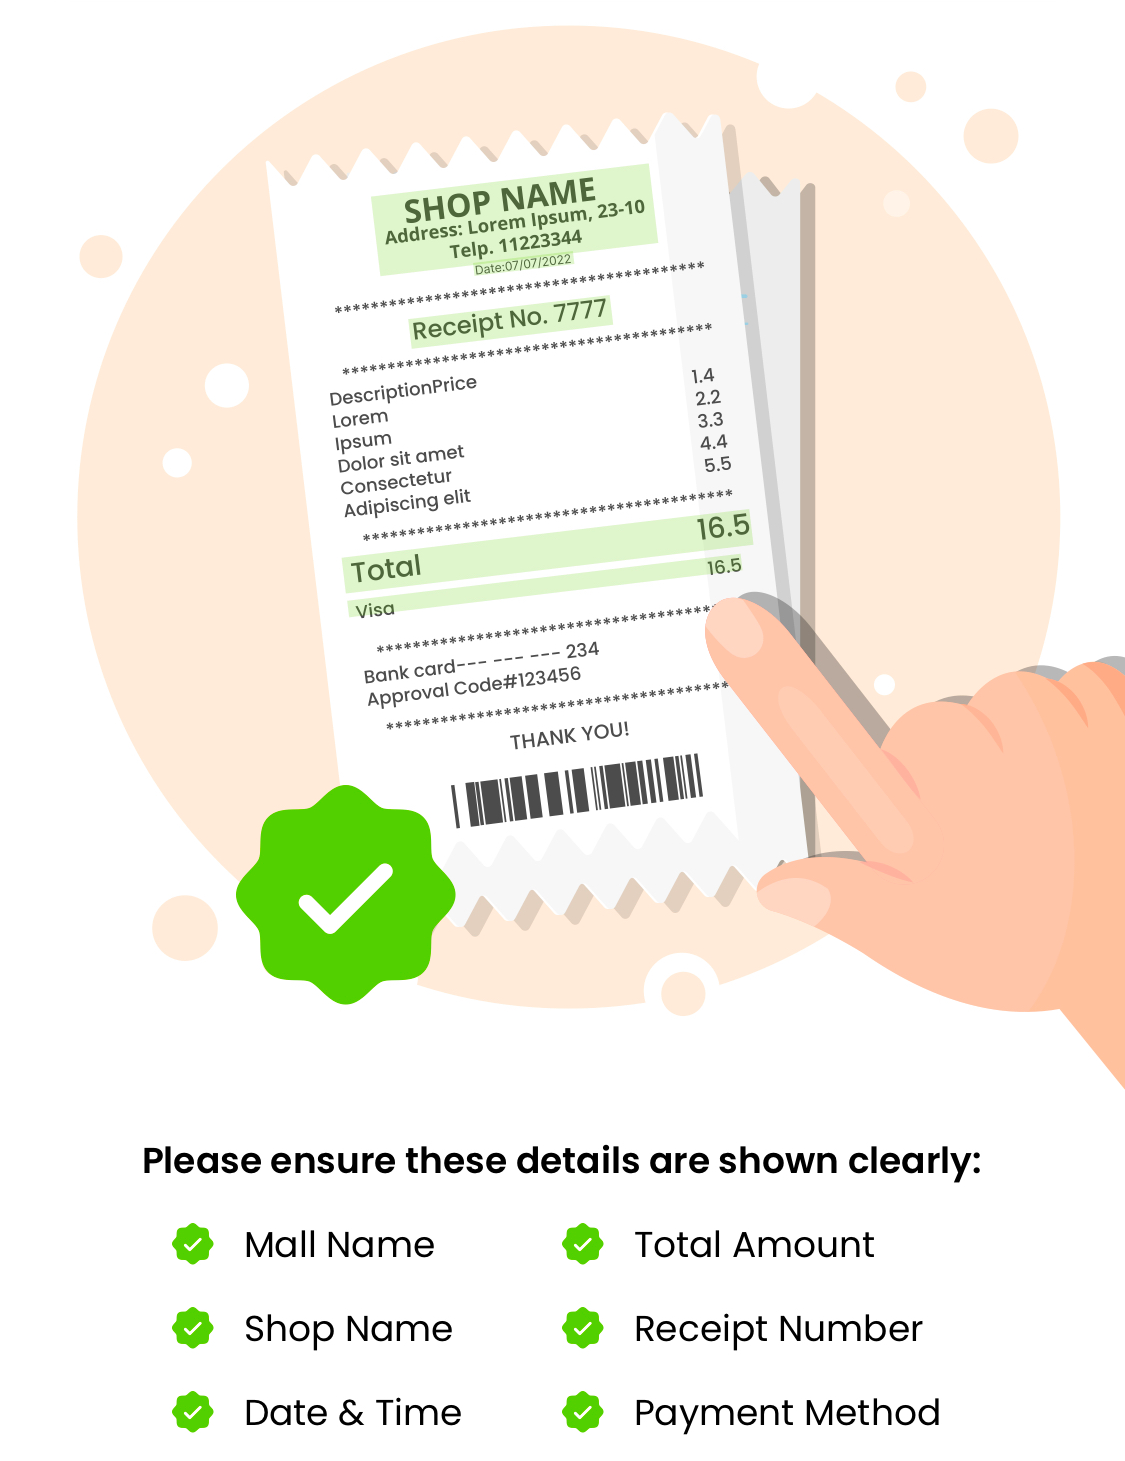 SHOP NAME
Address: Lorem Ipsum, 23-10
Telp. 11223344
Date:07/07/2022
******************************************
Receipt No. 7777
******************************************
DescriptionPrice 1.4
Lorem 2.2
Ipsum 3.3
Dolor sit amet 4.4
Consectetur 5.5
Adipiscing elit
******************************************
Total 16.5
Visa 16.5
******************************************
Bank card--- --- --- 234
Approval Code#123456
******************************************
THANK YOU!
Please ensure these details are shown clearly:
Mall Name
Total Amount
Shop Name
Receipt Number
Date & Time
Payment Method